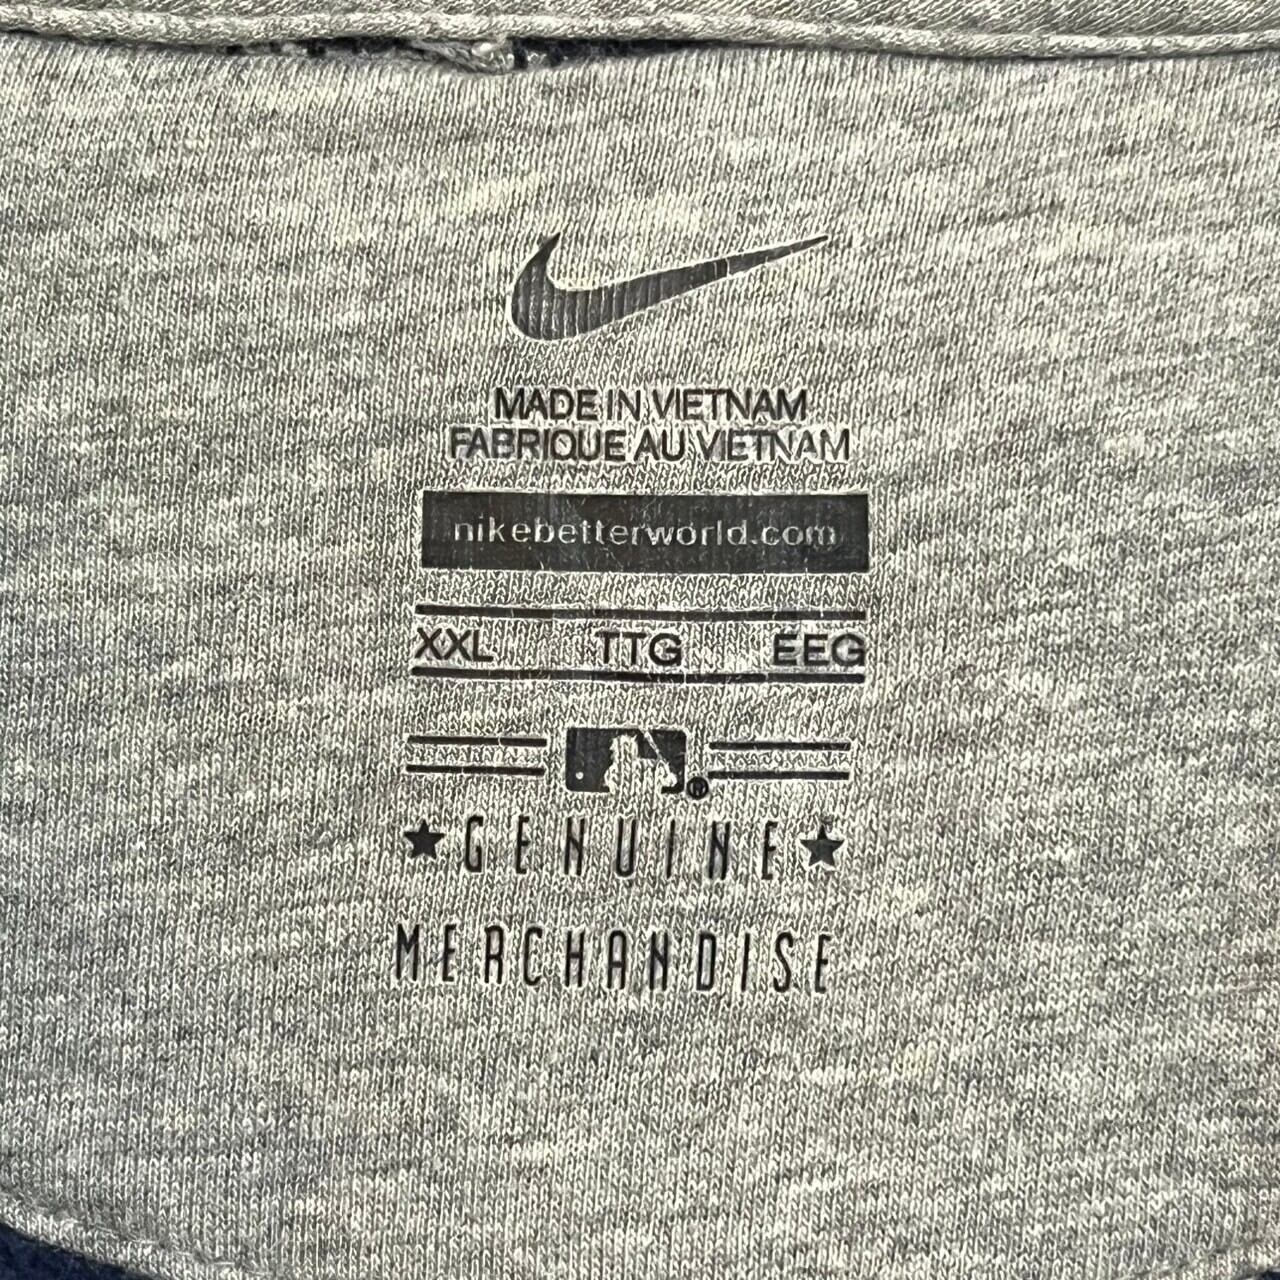 MADE IN VIETNAM
FABRIQUE AU VIETNAM
nikebetterworld.com
XXL TTG EEG
®
★GENUINE★
MERCHANDISE